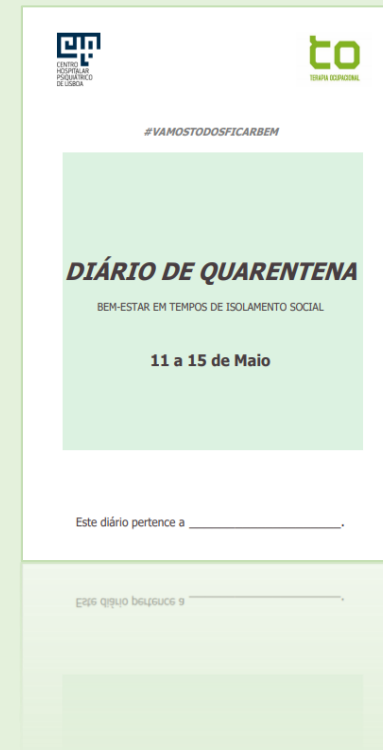 CENTRO
HOSPITALAR
PSIQUIÁTRICO
DE LISBOA
to
TERAPIA OCUPACIONAL
#VAMOSTODOSFICARBEM
DIÁRIO DE QUARENTENA
BEM-ESTAR EM TEMPOS DE ISOLAMENTO SOCIAL
11 a 15 de Maio
Este diário pertence a ________________________.